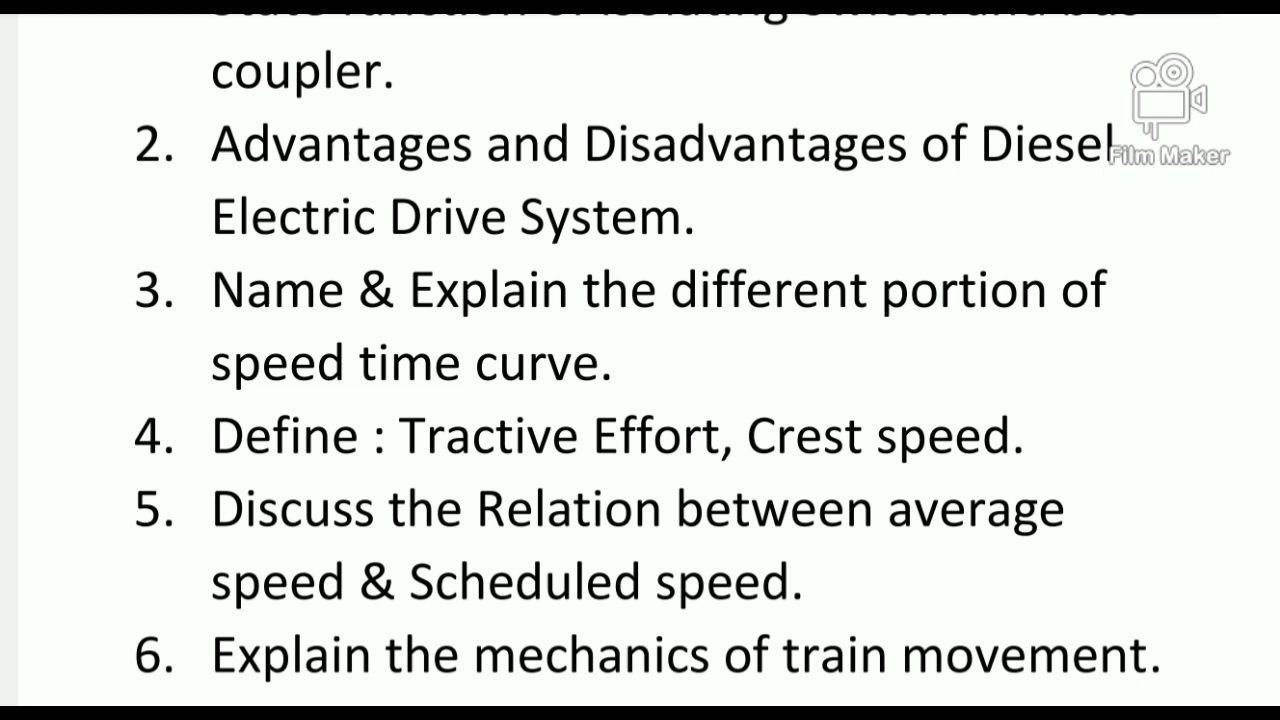 coupler.
2. Advantages and Disadvantages of Diesel
Electric Drive System.
3. Name & Explain the different portion of
speed time curve.
4. Define : Tractive Effort, Crest speed.
5. Discuss the Relation between average
speed & Scheduled speed.
6. Explain the mechanics of train movement.
Film Maker